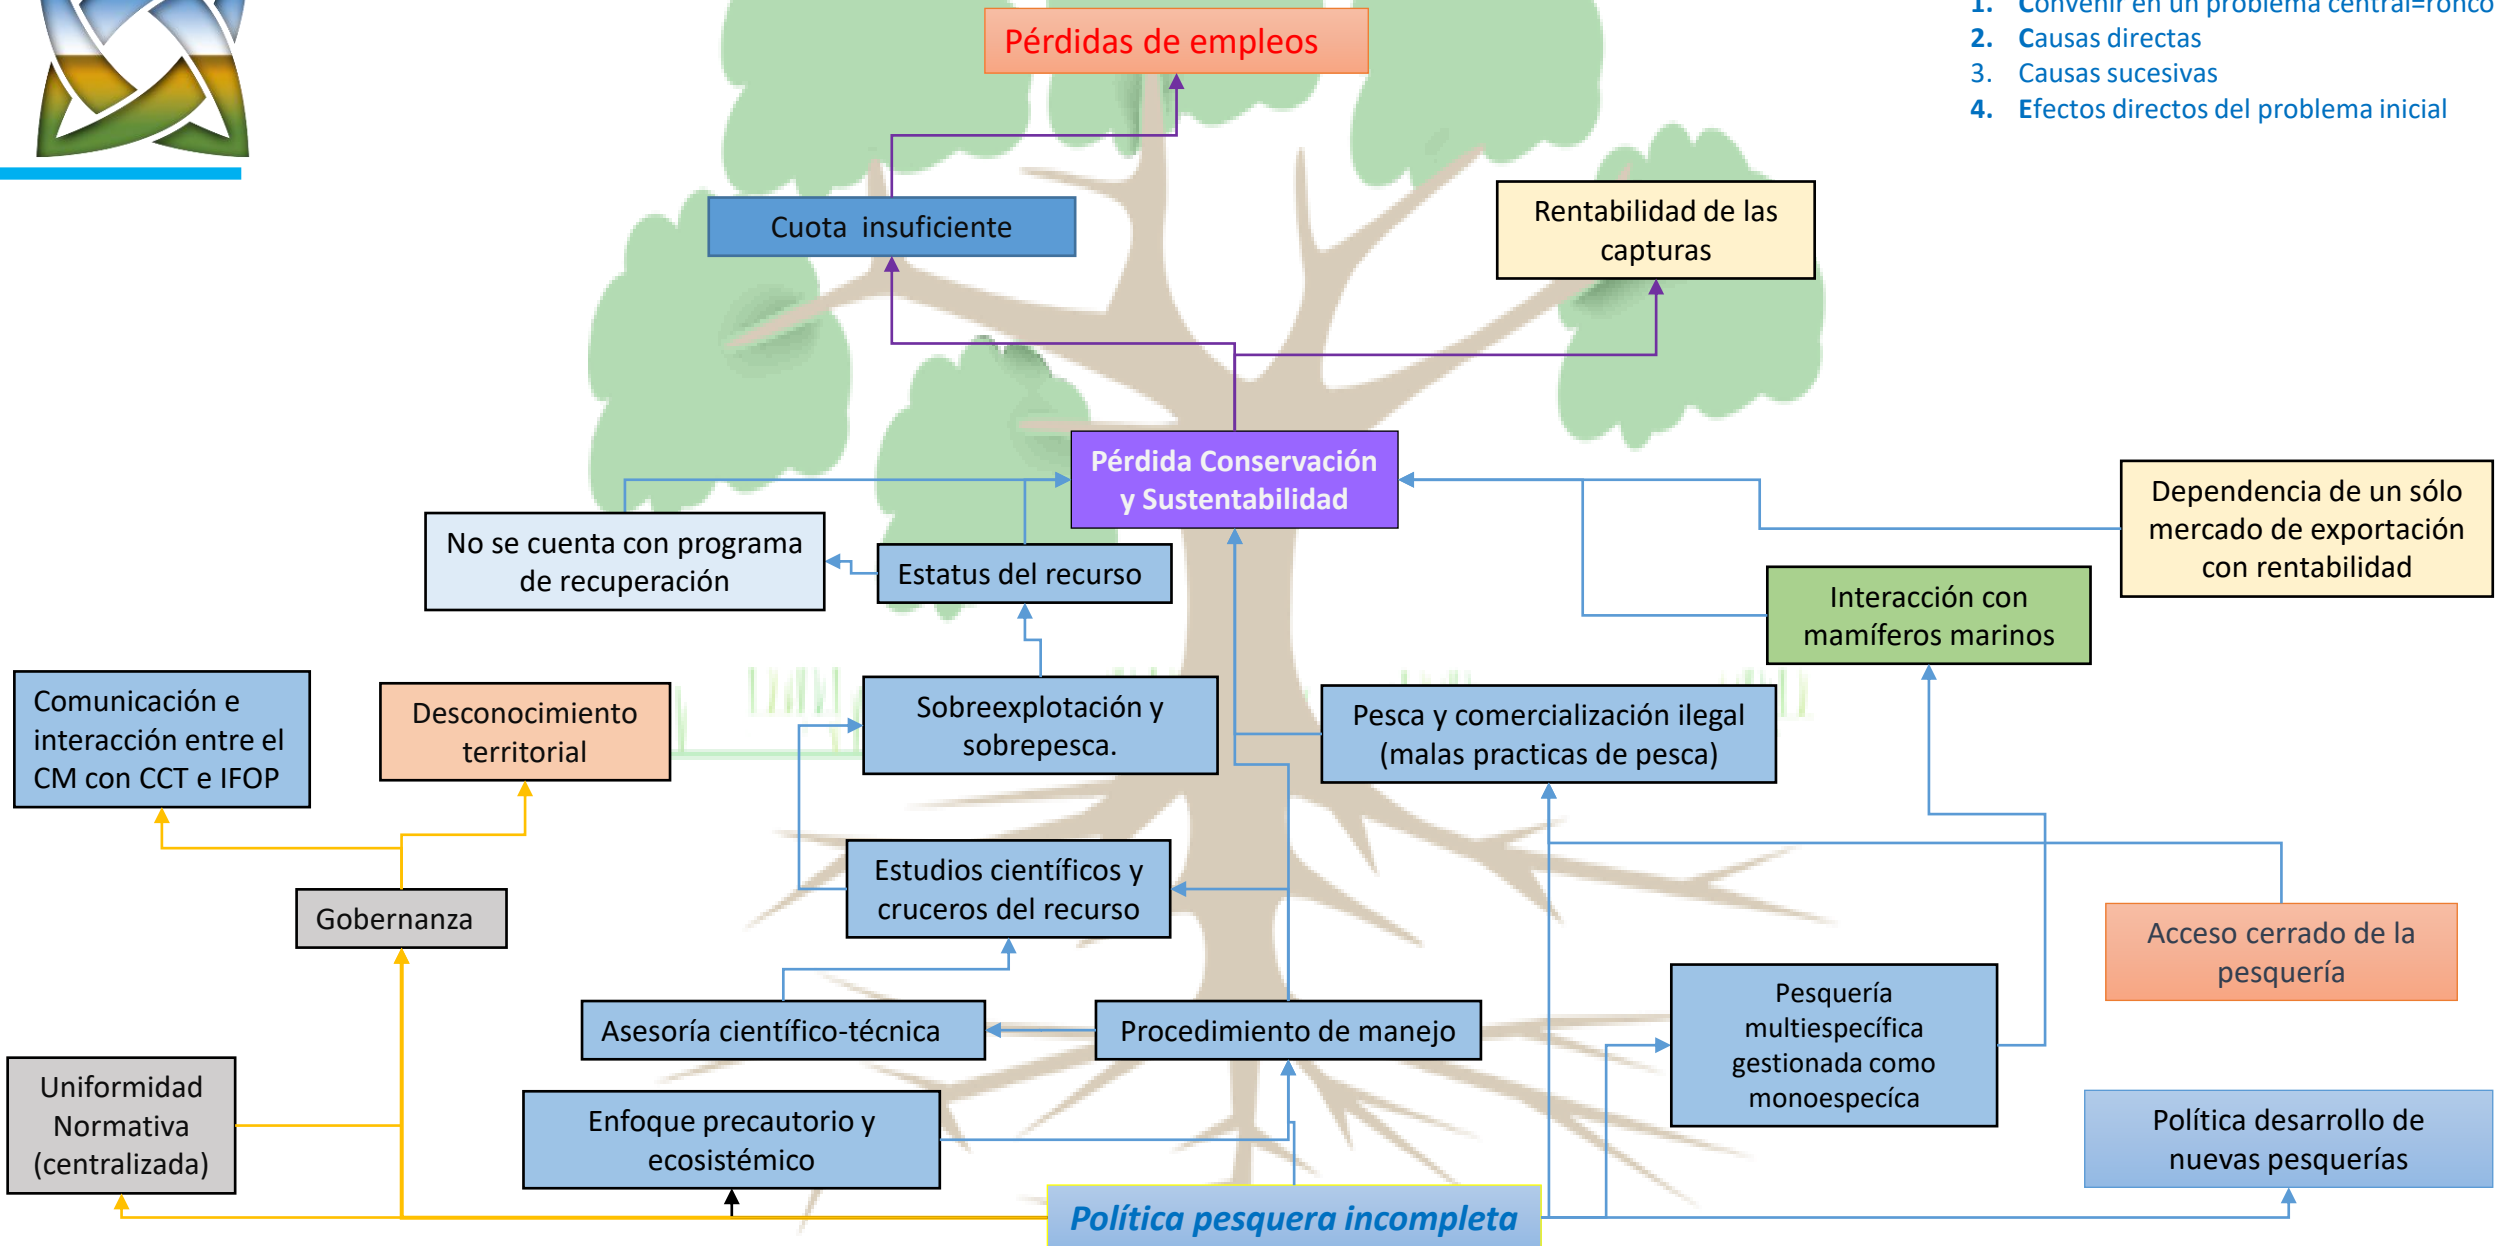 1. Convenir en un problema central=ronco
2. Causas directas
3. Causas sucesivas
4. Efectos directos del problema inicial
Pérdidas de empleos
Cuota insuficiente
Rentabilidad de las
capturas
Pérdida Conservación
y Sustentabilidad
Dependencia de un sólo
mercado de exportación
con rentabilidad
No se cuenta con programa
de recuperación
Estatus del recurso
Interacción con
mamíferos marinos
Comunicación e
interacción entre el
CM con CCT e IFOP
Desconocimiento
territorial
Sobreexplotación y
sobrepesca.
Pesca y comercialización ilegal
(malas practicas de pesca)
Estudios científicos y
cruceros del recurso
Gobernanza
Acceso cerrado de la
pesquería
Asesoría científico-técnica
Procedimiento de manejo
Pesquería
multiespecífica
gestionada como
monoespecíca
Uniformidad
Normativa
(centralizada)
Enfoque precautorio y
ecosistémico
Política desarrollo de
nuevas pesquerías
Política pesquera incompleta